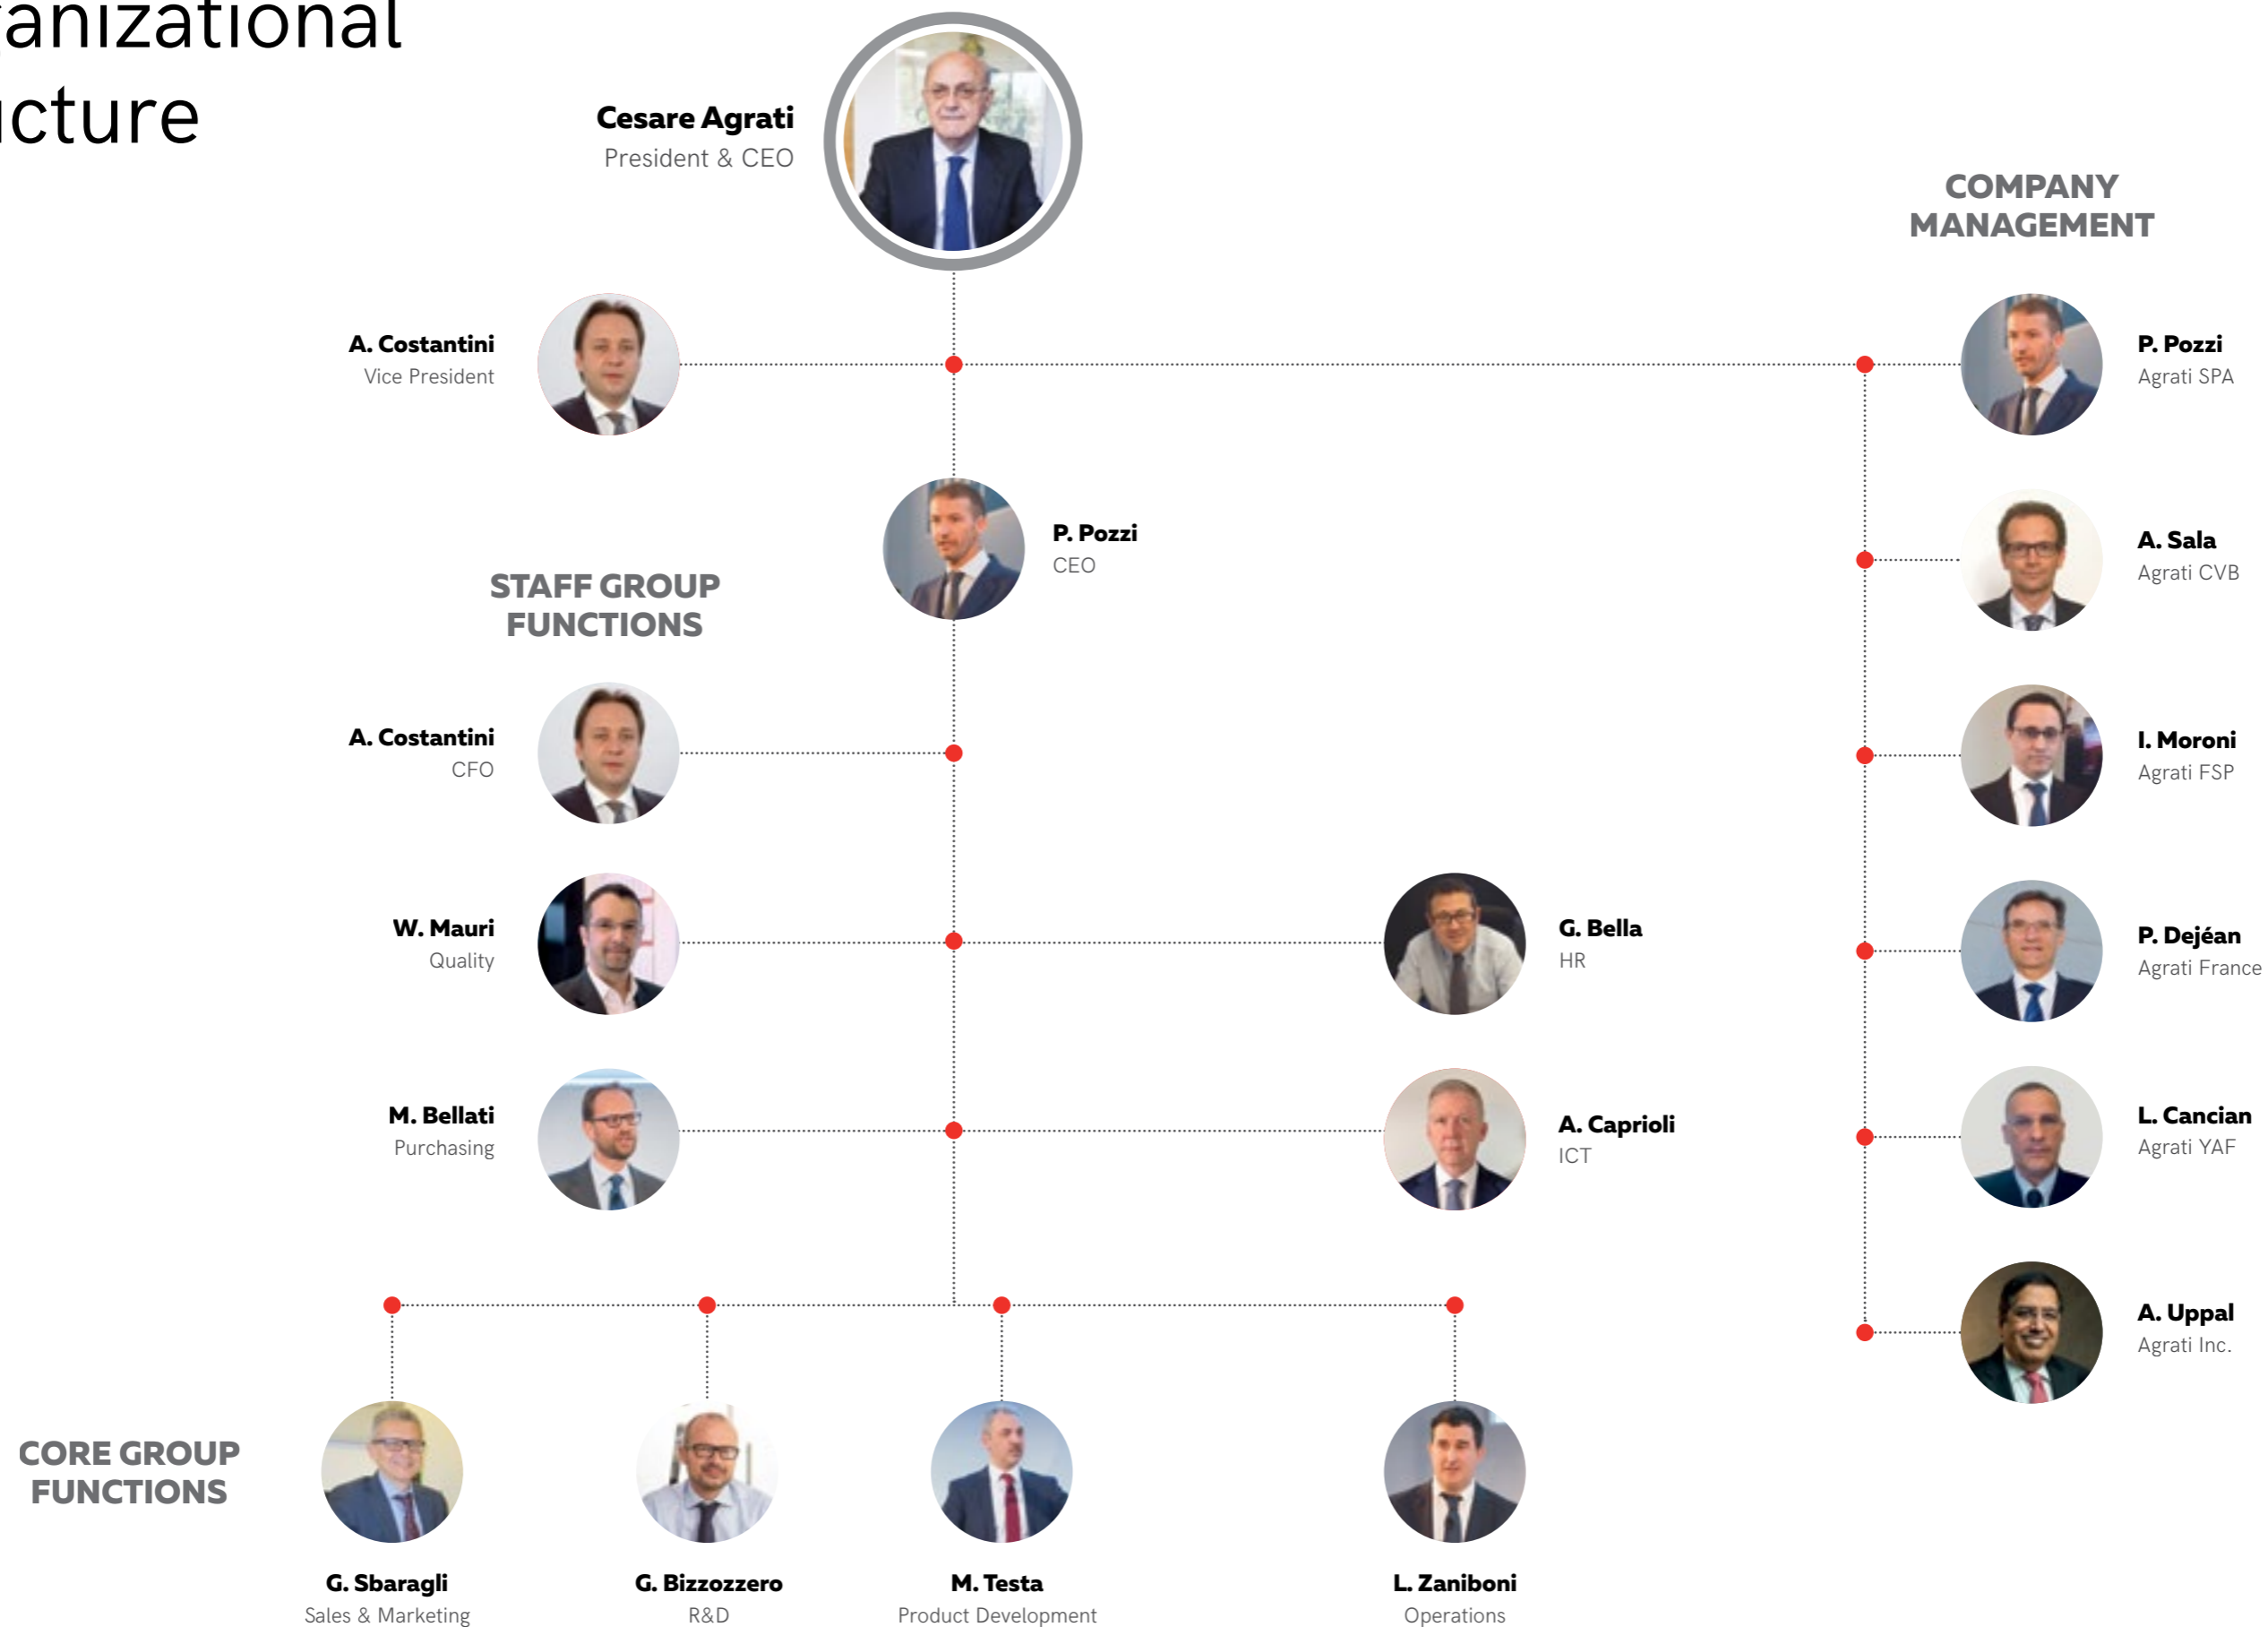 anizational
ucture
Cesare Agrati
President & CEO
COMPANY
MANAGEMENT
A. Costantini
Vice President
P. Pozzi
Agrati SPA
P. Pozzi
CEO
A. Sala
Agrati CVB
STAFF GROUP
FUNCTIONS
A. Costantini
CFO
I. Moroni
Agrati FSP
W. Mauri
Quality
G. Bella
HR
P. Dejéan
Agrati France
M. Bellati
Purchasing
A. Caprioli
ICT
L. Cancian
Agrati YAF
A. Uppal
Agrati Inc.
CORE GROUP
FUNCTIONS
G. Sbaragli
Sales & Marketing
G. Bizzozzero
R&D
M. Testa
Product Development
L. Zaniboni
Operations